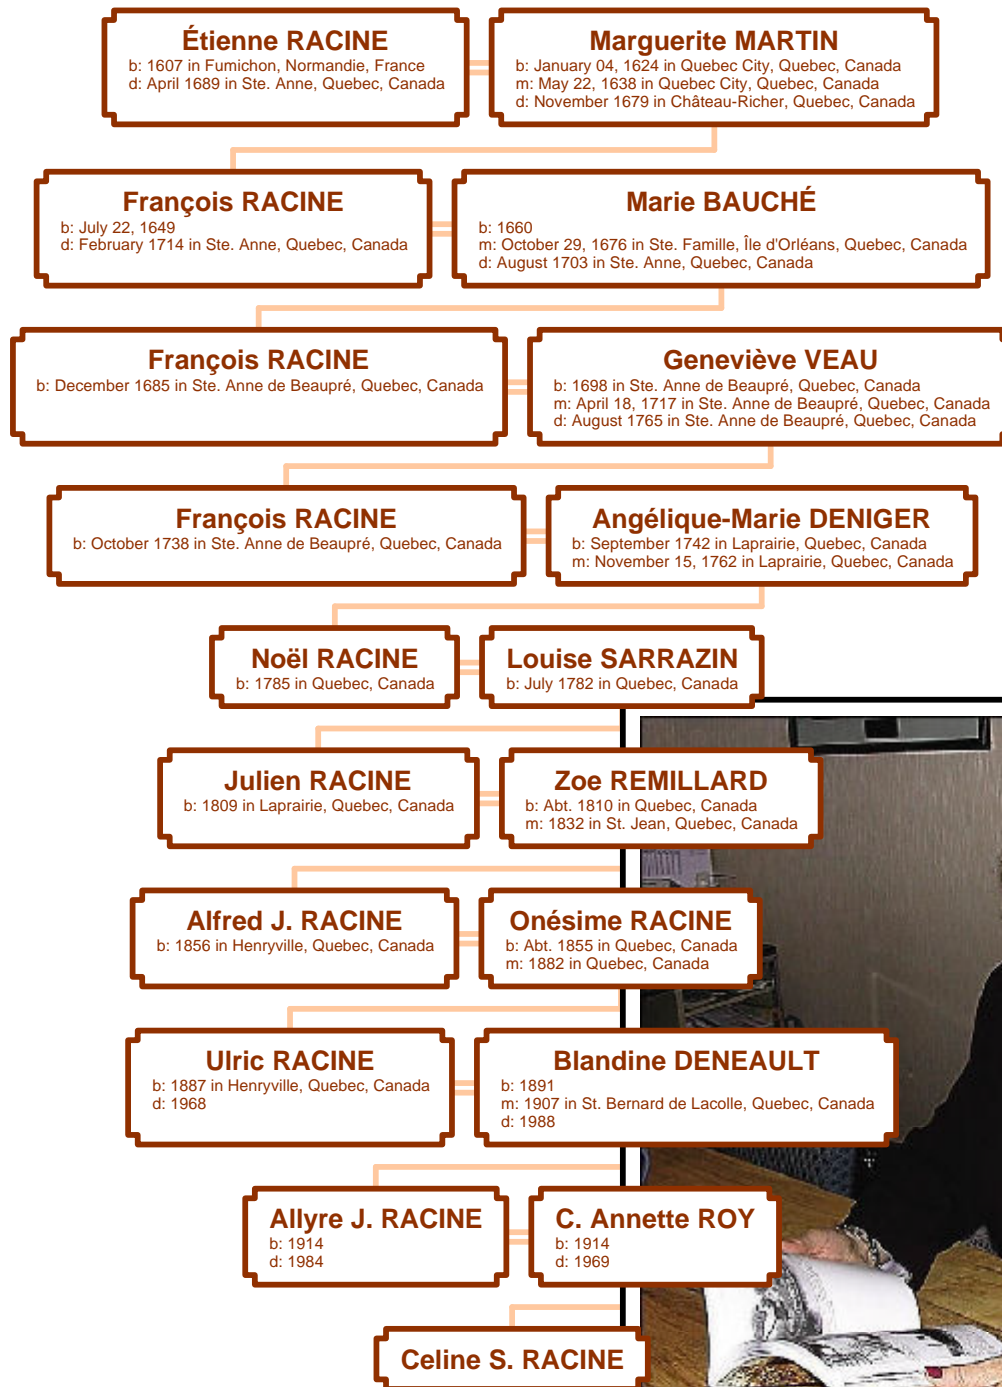 Étienne RACINE
b: 1607 in Fumichon, Normandie, France
d: April 1689 in Ste. Anne, Quebec, Canada
Marguerite MARTIN
b: January 04, 1624 in Quebec City, Quebec, Canada
m: May 22, 1638 in Quebec City, Quebec, Canada
d: November 1679 in Château-Richer, Quebec, Canada
François RACINE
b: July 22, 1649
d: February 1714 in Ste. Anne, Quebec, Canada
Marie BAUCHÉ
b: 1660
m: October 29, 1676 in Ste. Famille, Île d'Orléans, Quebec, Canada
d: August 1703 in Ste. Anne, Quebec, Canada
François RACINE
b: December 1685 in Ste. Anne de Beaupré, Quebec, Canada
Geneviève VEAU
b: 1698 in Ste. Anne de Beaupré, Quebec, Canada
m: April 18, 1717 in Ste. Anne de Beaupré, Quebec, Canada
d: August 1765 in Ste. Anne de Beaupré, Quebec, Canada
François RACINE
b: October 1738 in Ste. Anne de Beaupré, Quebec, Canada
Angélique-Marie DENIGER
b: September 1742 in Laprairie, Quebec, Canada
m: November 15, 1762 in Laprairie, Quebec, Canada
Noël RACINE
b: 1785 in Quebec, Canada
Louise SARRAZIN
b: July 1782 in Quebec, Canada
Julien RACINE
b: 1809 in Laprairie, Quebec, Canada
Zoe REMILLARD
b: Abt. 1810 in Quebec, Canada
m: 1832 in St. Jean, Quebec, Canada
Alfred J. RACINE
b: 1856 in Henryville, Quebec, Canada
Onésime RACINE
b: Abt. 1855 in Quebec, Canada
m: 1882 in Quebec, Canada
Ulric RACINE
b: 1887 in Henryville, Quebec, Canada
d: 1968
Blandine DENEAULT
b: 1891
m: 1907 in St. Bernard de Lacolle, Quebec, Canada
d: 1988
Allyre J. RACINE
b: 1914
d: 1984
C. Annette ROY
b: 1914
d: 1969
Celine S. RACINE